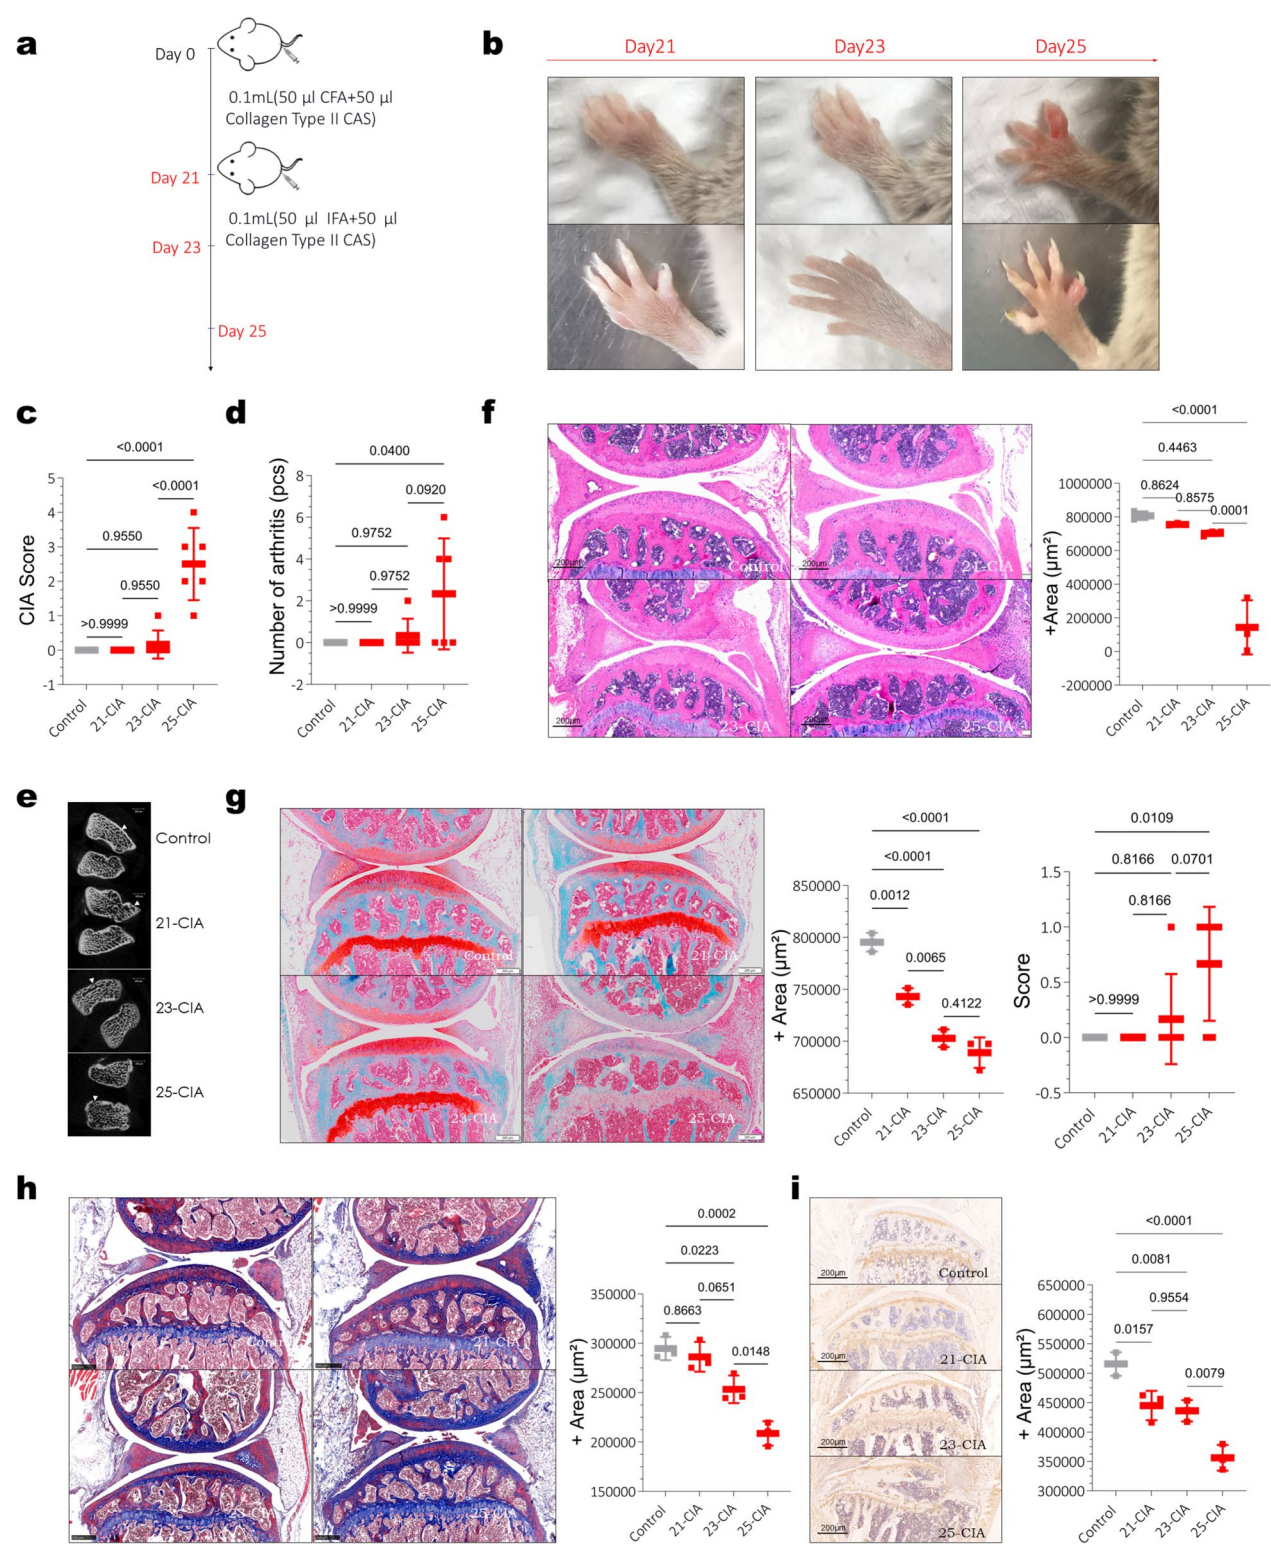 a
Day 0
0.1mL(50 µl CFA+50 µl
Collagen Type II CAS)
Day 21
0.1mL(50 µl IFA+50 µl
Collagen Type II CAS)
Day 23
Day 25
b
Day21
Day23
Day25
c
<0.0001
<0.0001
0.9550
0.9550
>0.9999
CIA Score
5
4
3
2
1
0
-1
Control
21-CIA
23-CIA
25-CIA
d
0.0400
0.0920
0.9752
0.9752
>0.9999
Number of arthritis (pcs)
8
6
4
2
0
-2
Control
21-CIA
23-CIA
25-CIA
f
200µm
Control
200µm
21-CIA
200µm
23-CIA
200µm
25-CIA
<0.0001
0.4463
0.8624
0.8575
0.0001
+Area (µm²)
1000000
800000
600000
400000
200000
0
-200000
Control
21-CIA
23-CIA
25-CIA
e
Control
21-CIA
23-CIA
25-CIA
g
Control
21-CIA
23-CIA
25-CIA
<0.0001
<0.0001
0.0012
0.0065
0.4122
+ Area (µm²)
850000
800000
750000
700000
650000
Control
21-CIA
23-CIA
25-CIA
0.0109
0.8166
0.0701
0.8166
>0.9999
Score
1.5
1.0
0.5
0.0
-0.5
Control
21-CIA
23-CIA
25-CIA
h
Control
21-CIA
23-CIA
25-CIA
0.0002
0.0223
0.0651
0.8663
0.0148
+ Area (µm²)
350000
300000
250000
200000
150000
Control
21-CIA
23-CIA
25-CIA
i
200µm
Control
200µm
21-CIA
200µm
23-CIA
200µm
25-CIA
<0.0001
0.0081
0.9554
0.0157
0.0079
+ Area (µm²)
650000
600000
550000
500000
450000
400000
350000
300000
Control
21-CIA
23-CIA
25-CIA